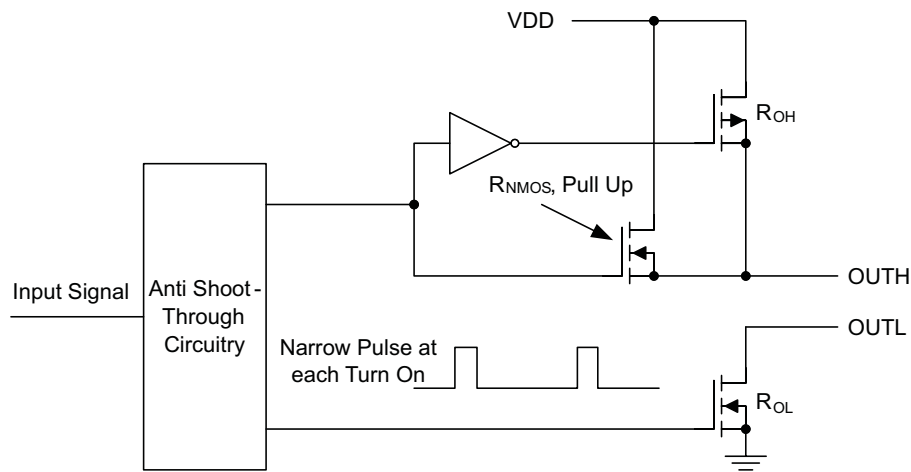 VDD
ROH
RNMOS, Pull Up
Input Signal
Anti Shoot-
Through
Circuitry
OUTH
OUTL
Narrow Pulse at
each Turn On
ROL